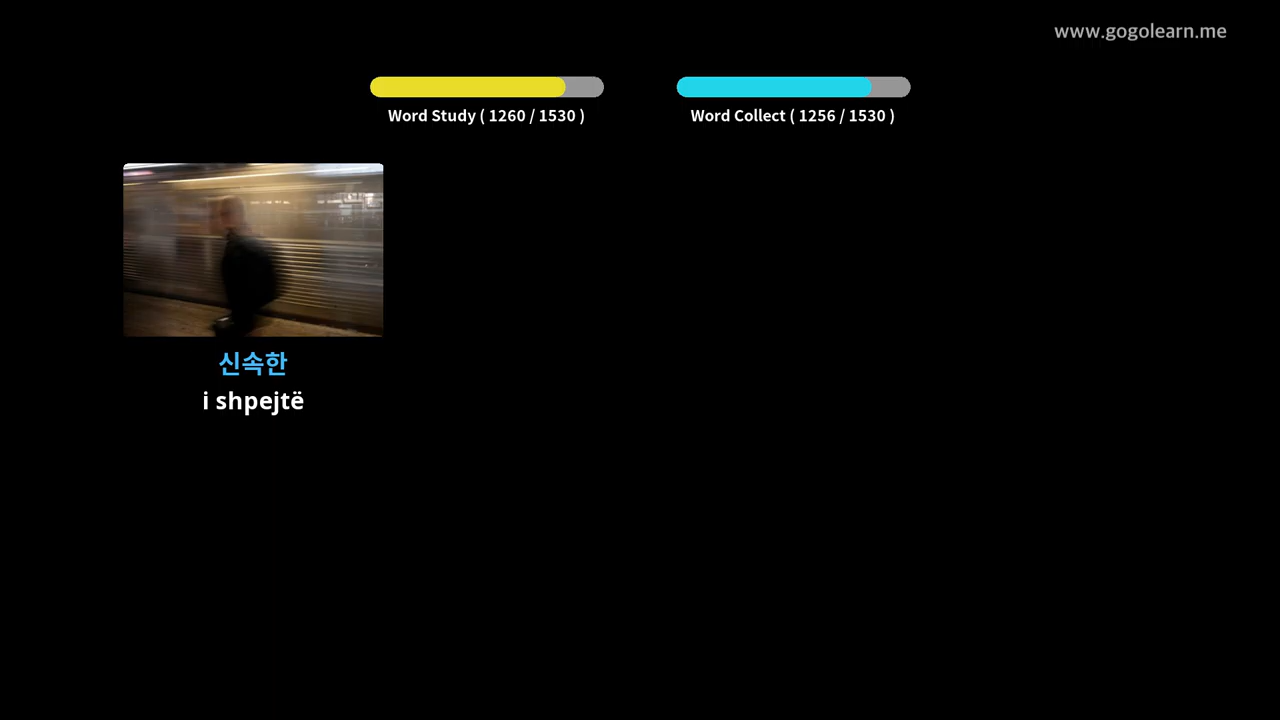 www.gogolearn.me
Word Study ( 1260 / 1530 )
Word Collect ( 1256 / 1530 )
신속한
i shpejtë